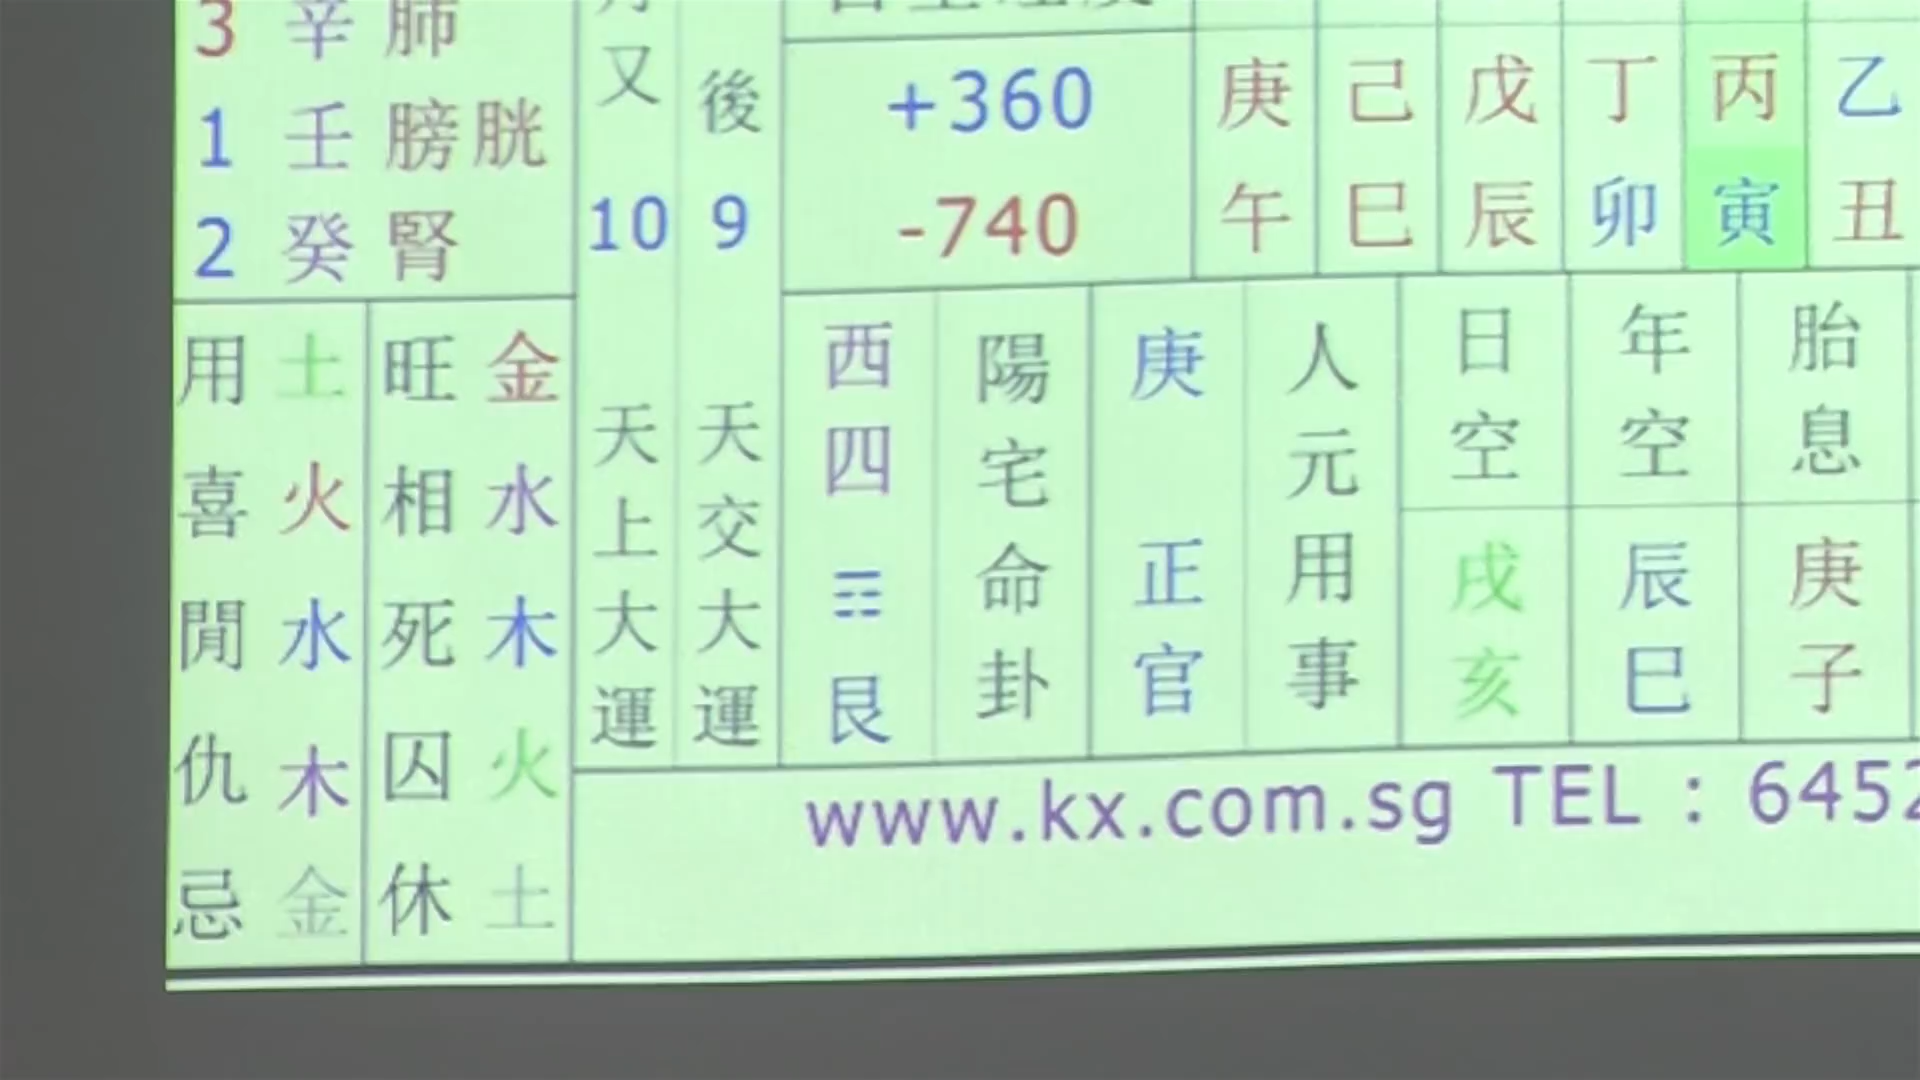 3 辛 肺
1 壬 膀胱
2 癸 腎
用 土 旺 金
喜 火 相 水
閒 水 死 木
仇 木 囚 火
忌 金 休 土
又 10 天上大運
後 9 天交大運
+360
-740
庚 己 戊 丁 丙 乙
午 巳 辰 卯 寅 丑
西四 ☶ 艮
陽宅命卦
庚 正官
人元用事
日空
戌亥
年空
辰巳
胎息
庚子
www.kx.com.sg TEL : 6452